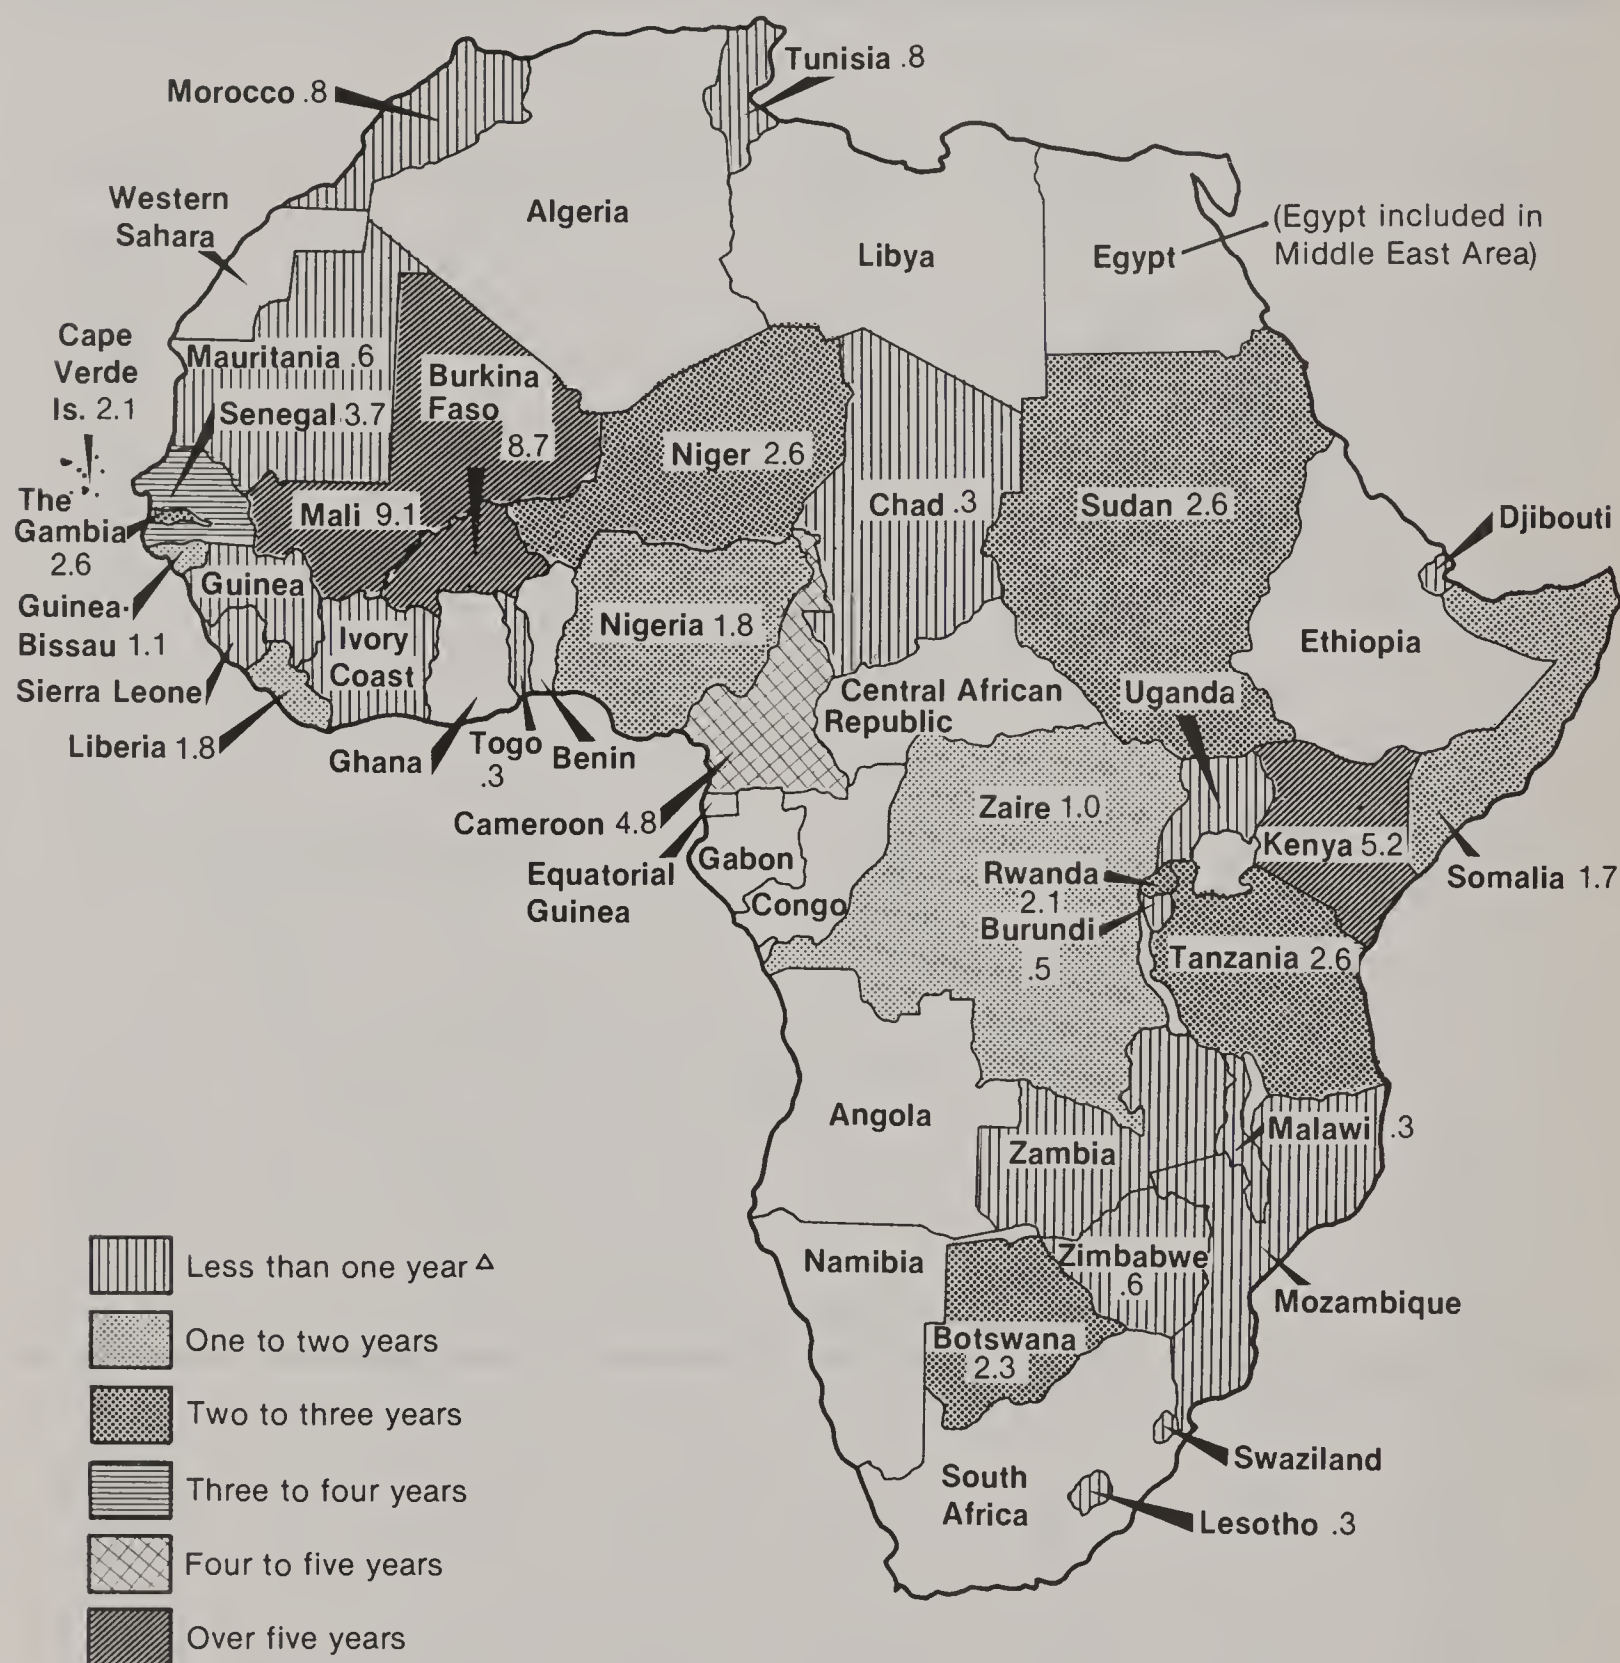 Tunisia .8
Morocco .8
Western
Sahara
Algeria
Libya
Egypt
(Egypt included in
Middle East Area)
Cape
Verde
Is. 2.1
Mauritania .6
Senegal 3.7
Burkina
Faso
8.7
Niger 2.6
Chad .3
Sudan 2.6
Djibouti
The
Gambia
2.6
Mali 9.1
Guinea-
Bissau 1.1
Guinea
Sierra Leone
Liberia 1.8
Ivory
Coast
Ghana
Togo
.3
Benin
Nigeria 1.8
Cameroon 4.8
Central African
Republic
Ethiopia
Uganda
Equatorial
Guinea
Gabon
Congo
Zaire 1.0
Rwanda
2.1
Burundi
.5
Kenya 5.2
Somalia 1.7
Tanzania 2.6
Angola
Zambia
Malawi .3
Namibia
Zimbabwe
.6
Mozambique
Botswana
2.3
Swaziland
South
Africa
Lesotho .3
Less than one year Δ
One to two years
Two to three years
Three to four years
Four to five years
Over five years